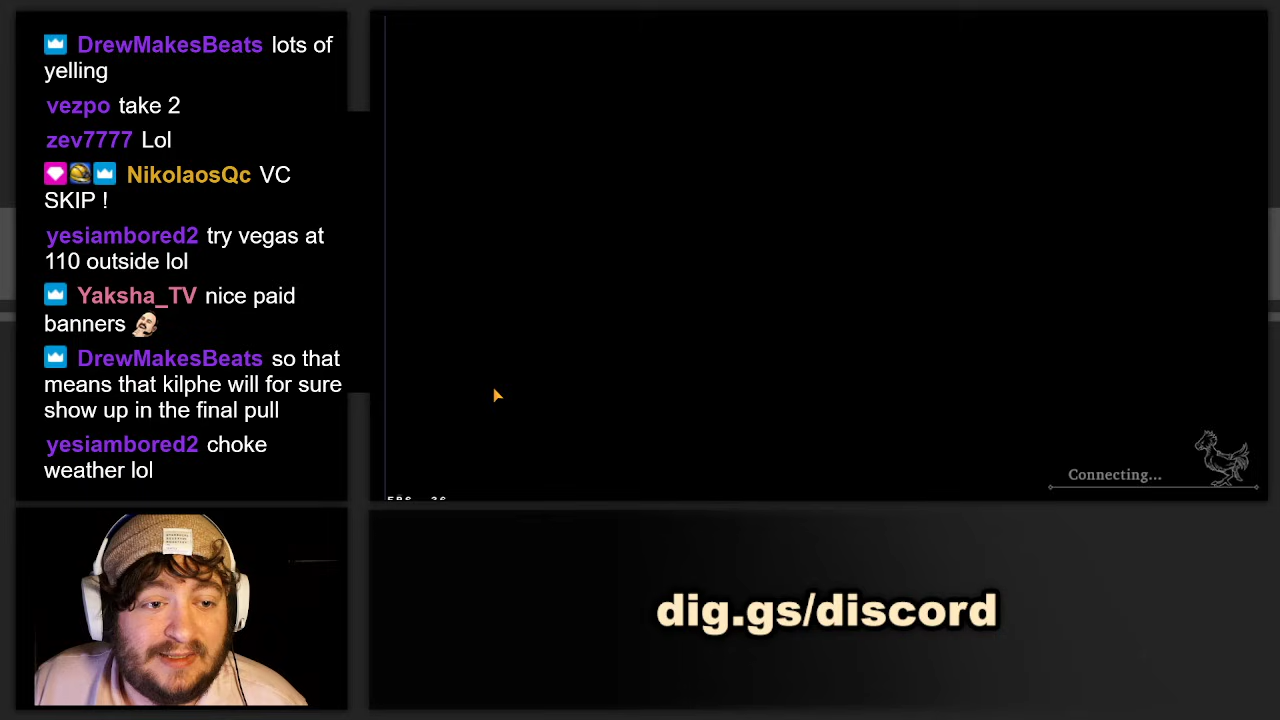 DrewMakesBeats lots of
yelling
vezpo take 2
zev7777 Lol
NikolaosQc VC
SKIP !
yesiambored2 try vegas at
110 outside lol
Yaksha_TV nice paid
banners
DrewMakesBeats so that
means that kilphe will for sure
show up in the final pull
yesiambored2 choke
weather lol
Connecting...
dig.gs/discord